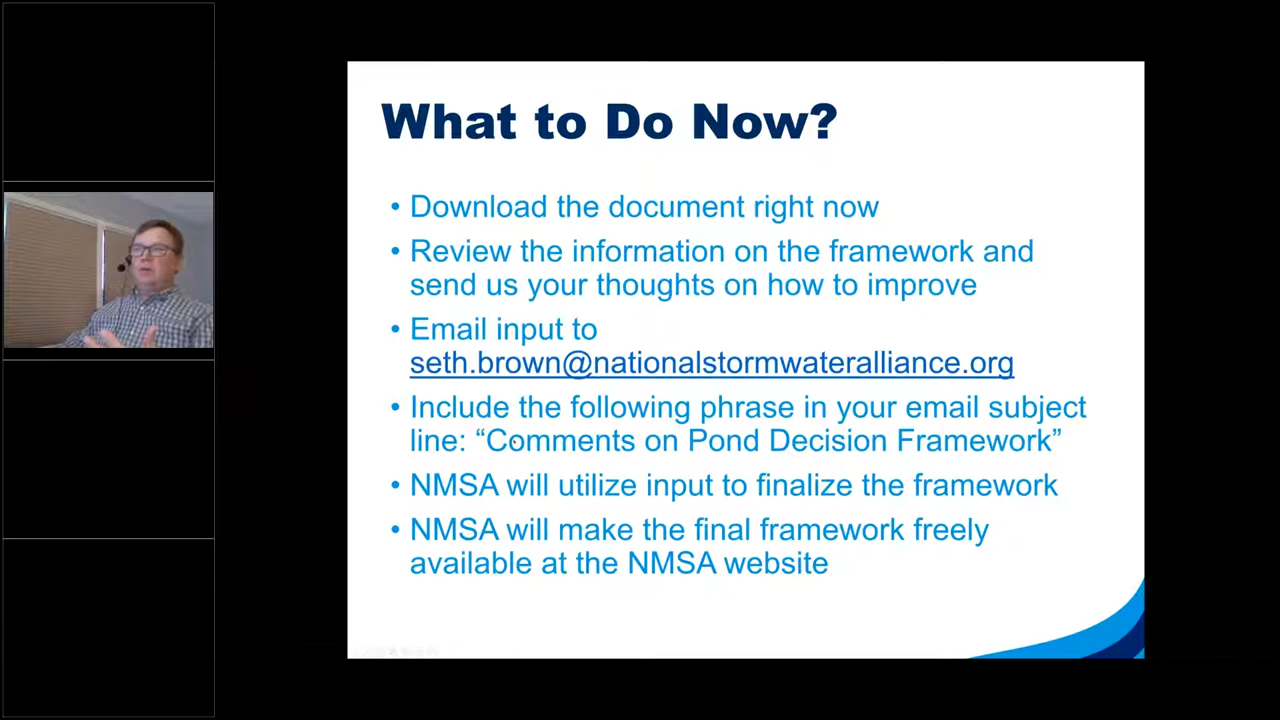 What to Do Now?
• Download the document right now
• Review the information on the framework and
send us your thoughts on how to improve
• Email input to
seth.brown@nationalstormwateralliance.org
• Include the following phrase in your email subject
line: “Comments on Pond Decision Framework”
• NMSA will utilize input to finalize the framework
• NMSA will make the final framework freely
available at the NMSA website